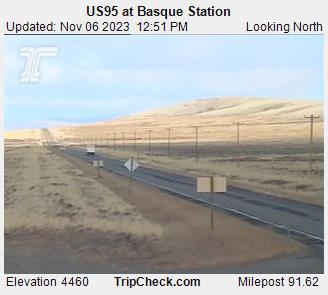 US95 at Basque Station
Updated: Nov 06 2023 12:51 PM Looking North
Elevation 4460 TripCheck.com Milepost 91.62